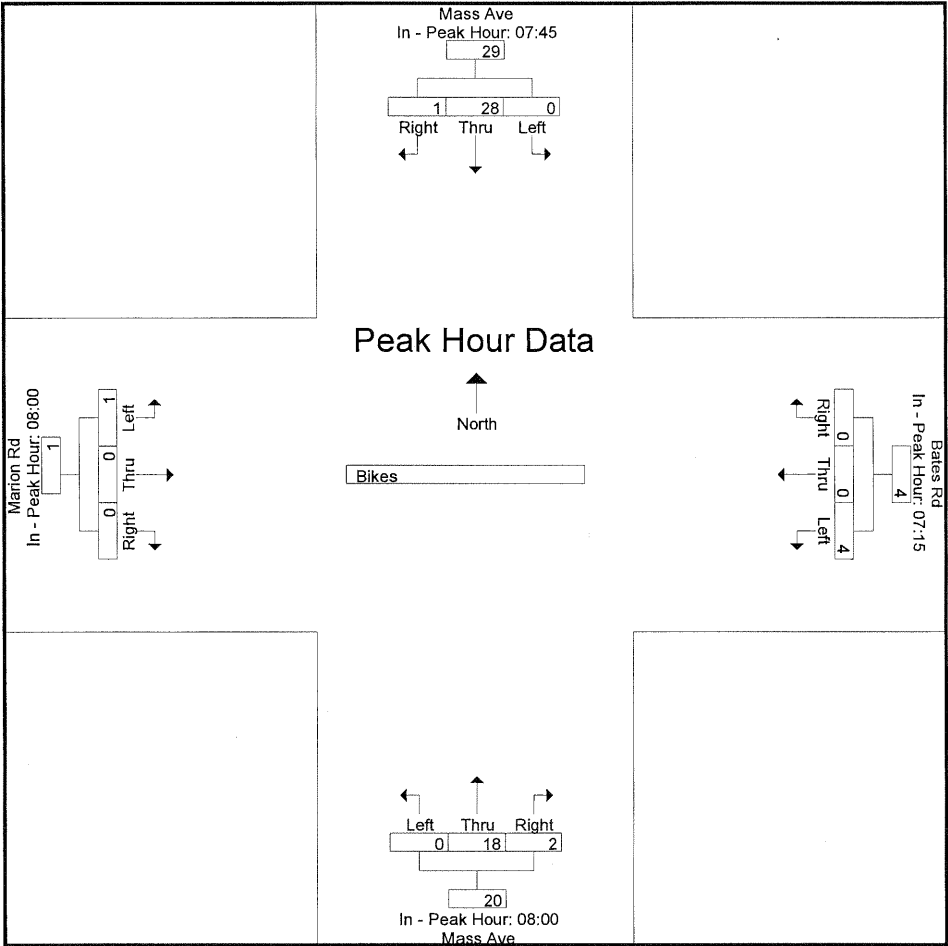 Mass Ave
In - Peak Hour: 07:45
29
1 28 0
Right Thru Left
Peak Hour Data
North
Bikes
Marion Rd
In - Peak Hour: 08:00
1
1 0 0
Left Thru Right
Bates Rd
In - Peak Hour: 07:15
4
0 0 4
Right Thru Left
Left Thru Right
0 18 2
20
In - Peak Hour: 08:00
Mass Ave